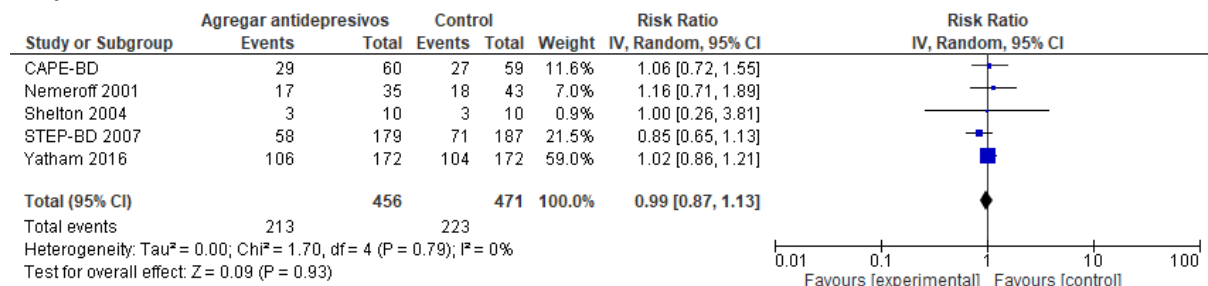 Agregar antidepresivos Control Risk Ratio Risk Ratio
Study or Subgroup Events Total Events Total Weight IV, Random, 95% CI IV, Random, 95% CI
CAPE-BD 29 60 27 59 11.6% 1.06 [0.72, 1.55]
Nemeroff 2001 17 35 18 43 7.0% 1.16 [0.71, 1.89]
Shelton 2004 3 10 3 10 0.9% 1.00 [0.26, 3.81]
STEP-BD 2007 58 179 71 187 21.5% 0.85 [0.65, 1.13]
Yatham 2016 106 172 104 172 59.0% 1.02 [0.86, 1.21]
Total (95% CI) 456 471 100.0% 0.99 [0.87, 1.13]
Total events 213 223
Heterogeneity: Tau² = 0.00; Chi² = 1.70, df = 4 (P = 0.79); I² = 0%
Test for overall effect: Z = 0.09 (P = 0.93)
0.01 0.1 1 10 100
Favours [experimental] Favours [control]